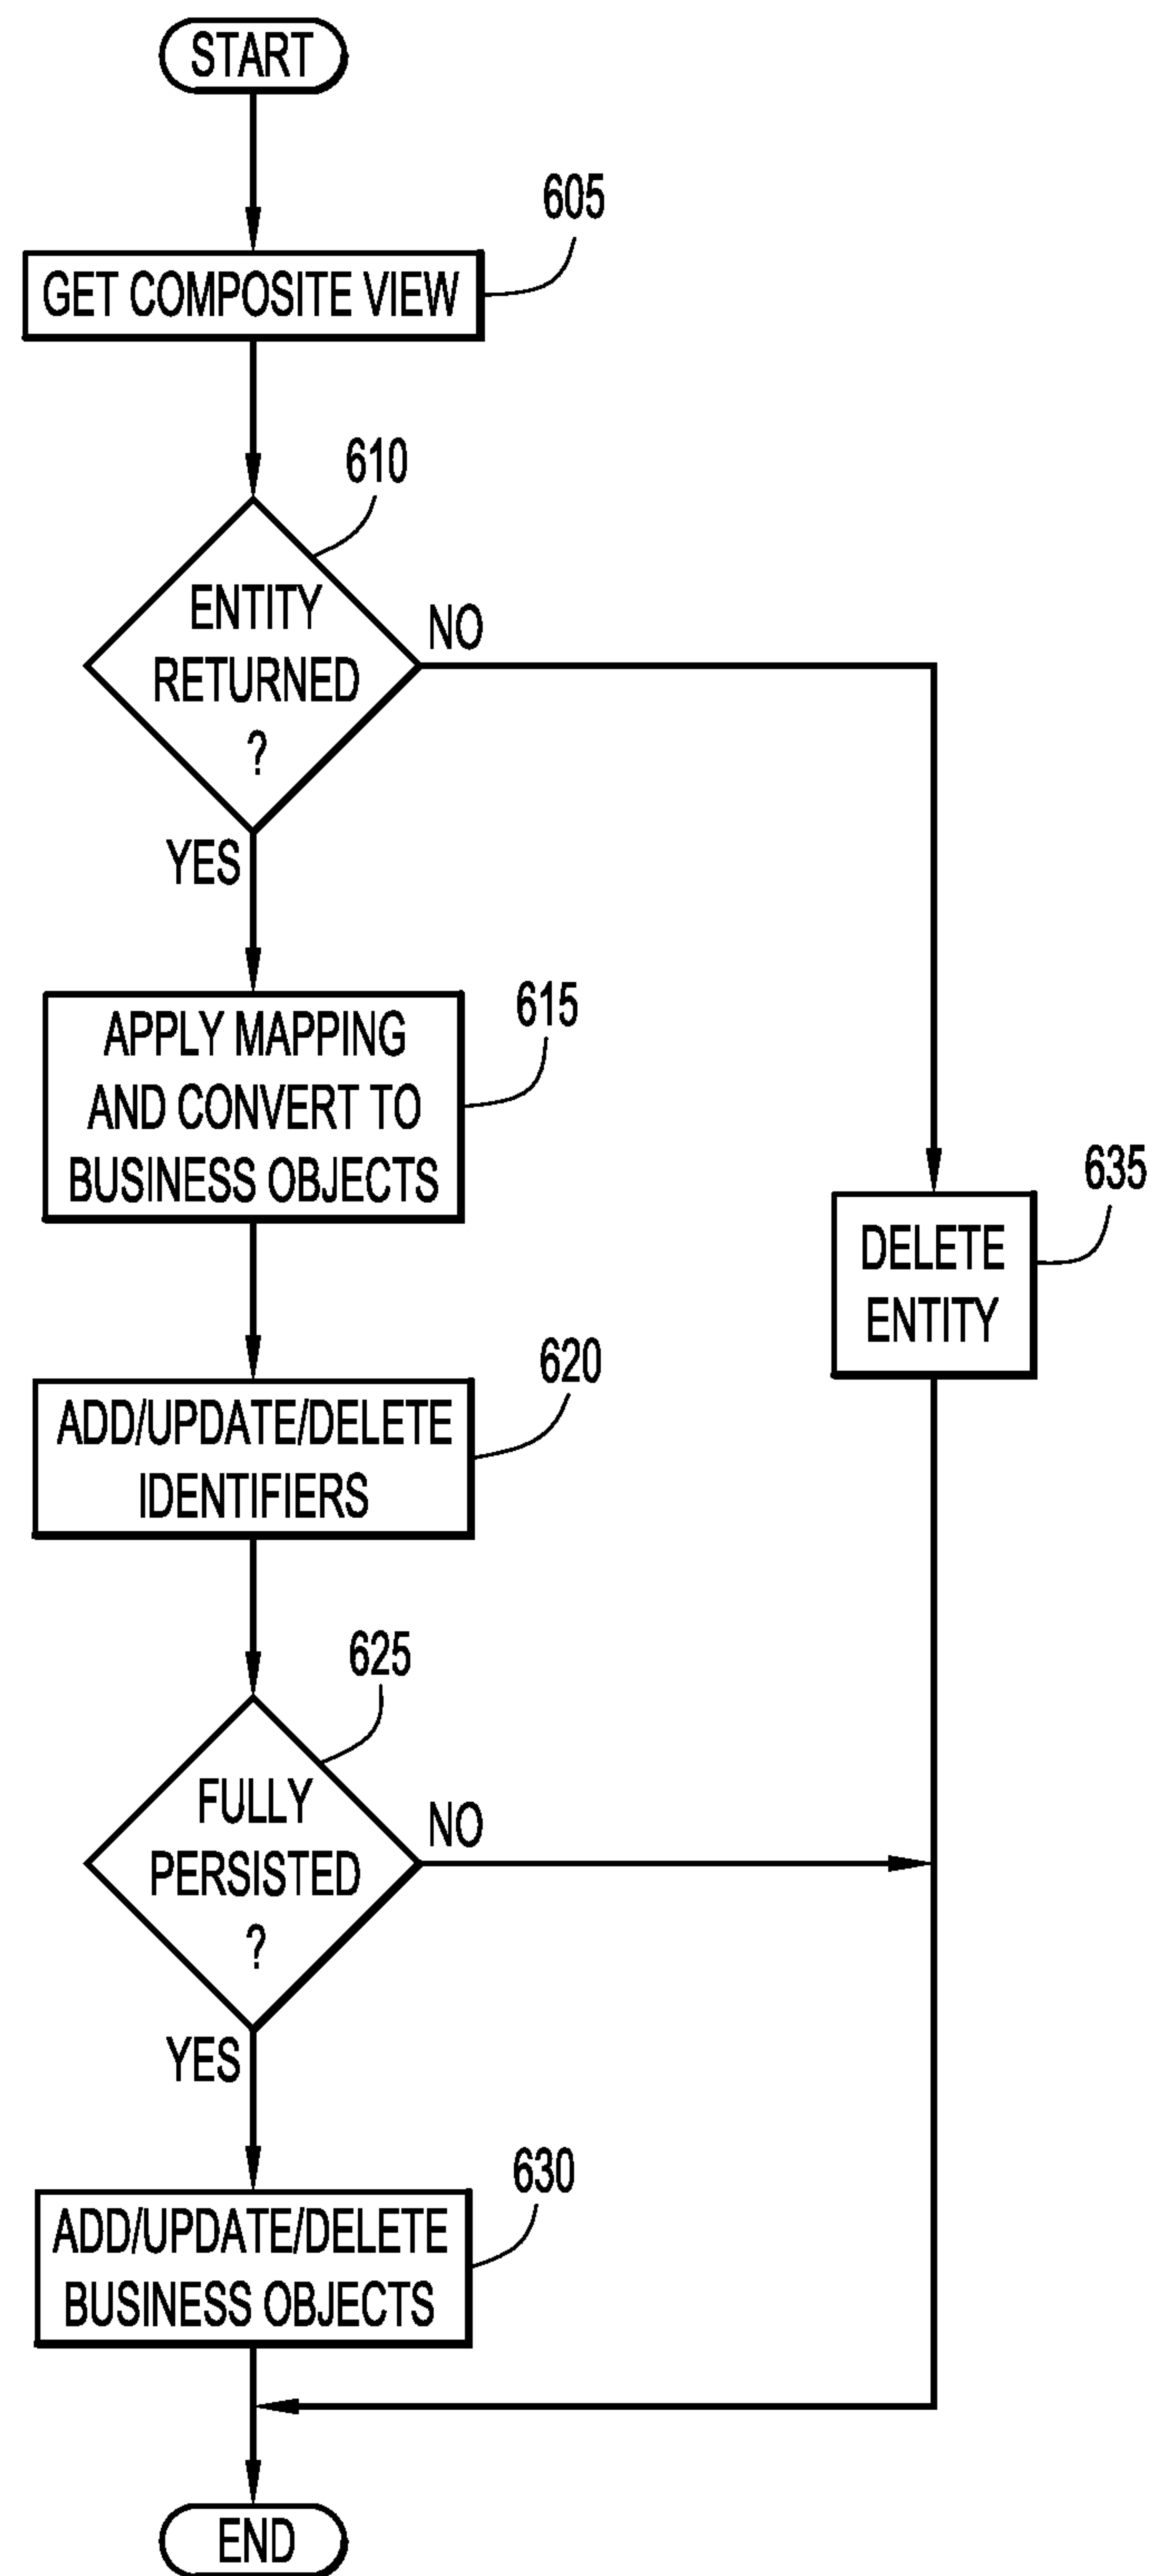 START
605
GET COMPOSITE VIEW
610
ENTITY
RETURNED
?
NO
YES
615
APPLY MAPPING
AND CONVERT TO
BUSINESS OBJECTS
635
DELETE
ENTITY
620
ADD/UPDATE/DELETE
IDENTIFIERS
625
FULLY
PERSISTED
?
NO
YES
630
ADD/UPDATE/DELETE
BUSINESS OBJECTS
END